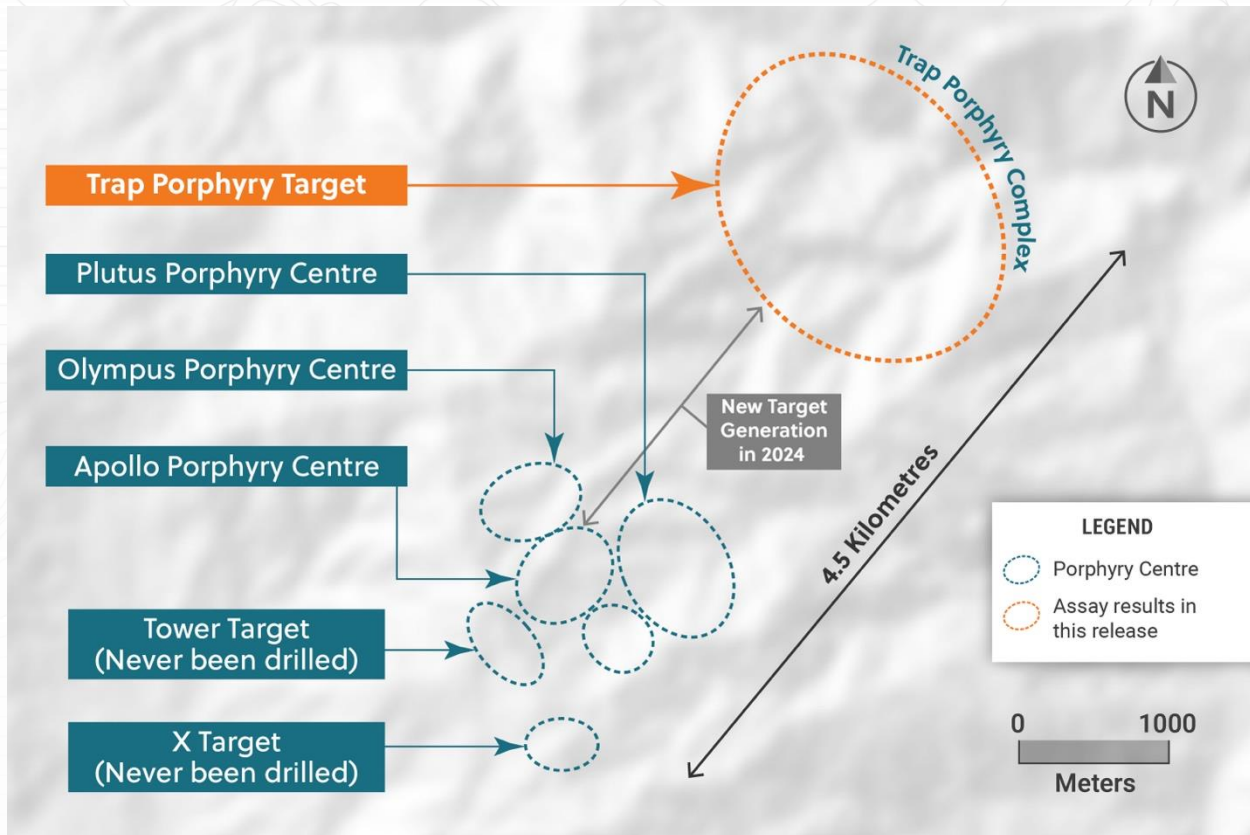 Trap Porphyry Complex
N
Trap Porphyry Target
Plutus Porphyry Centre
Olympus Porphyry Centre
Apollo Porphyry Centre
New Target
Generation
in 2024
4.5 Kilometres
LEGEND
Porphyry Centre
Assay results in
this release
Tower Target
(Never been drilled)
X Target
(Never been drilled)
0 1000
Meters